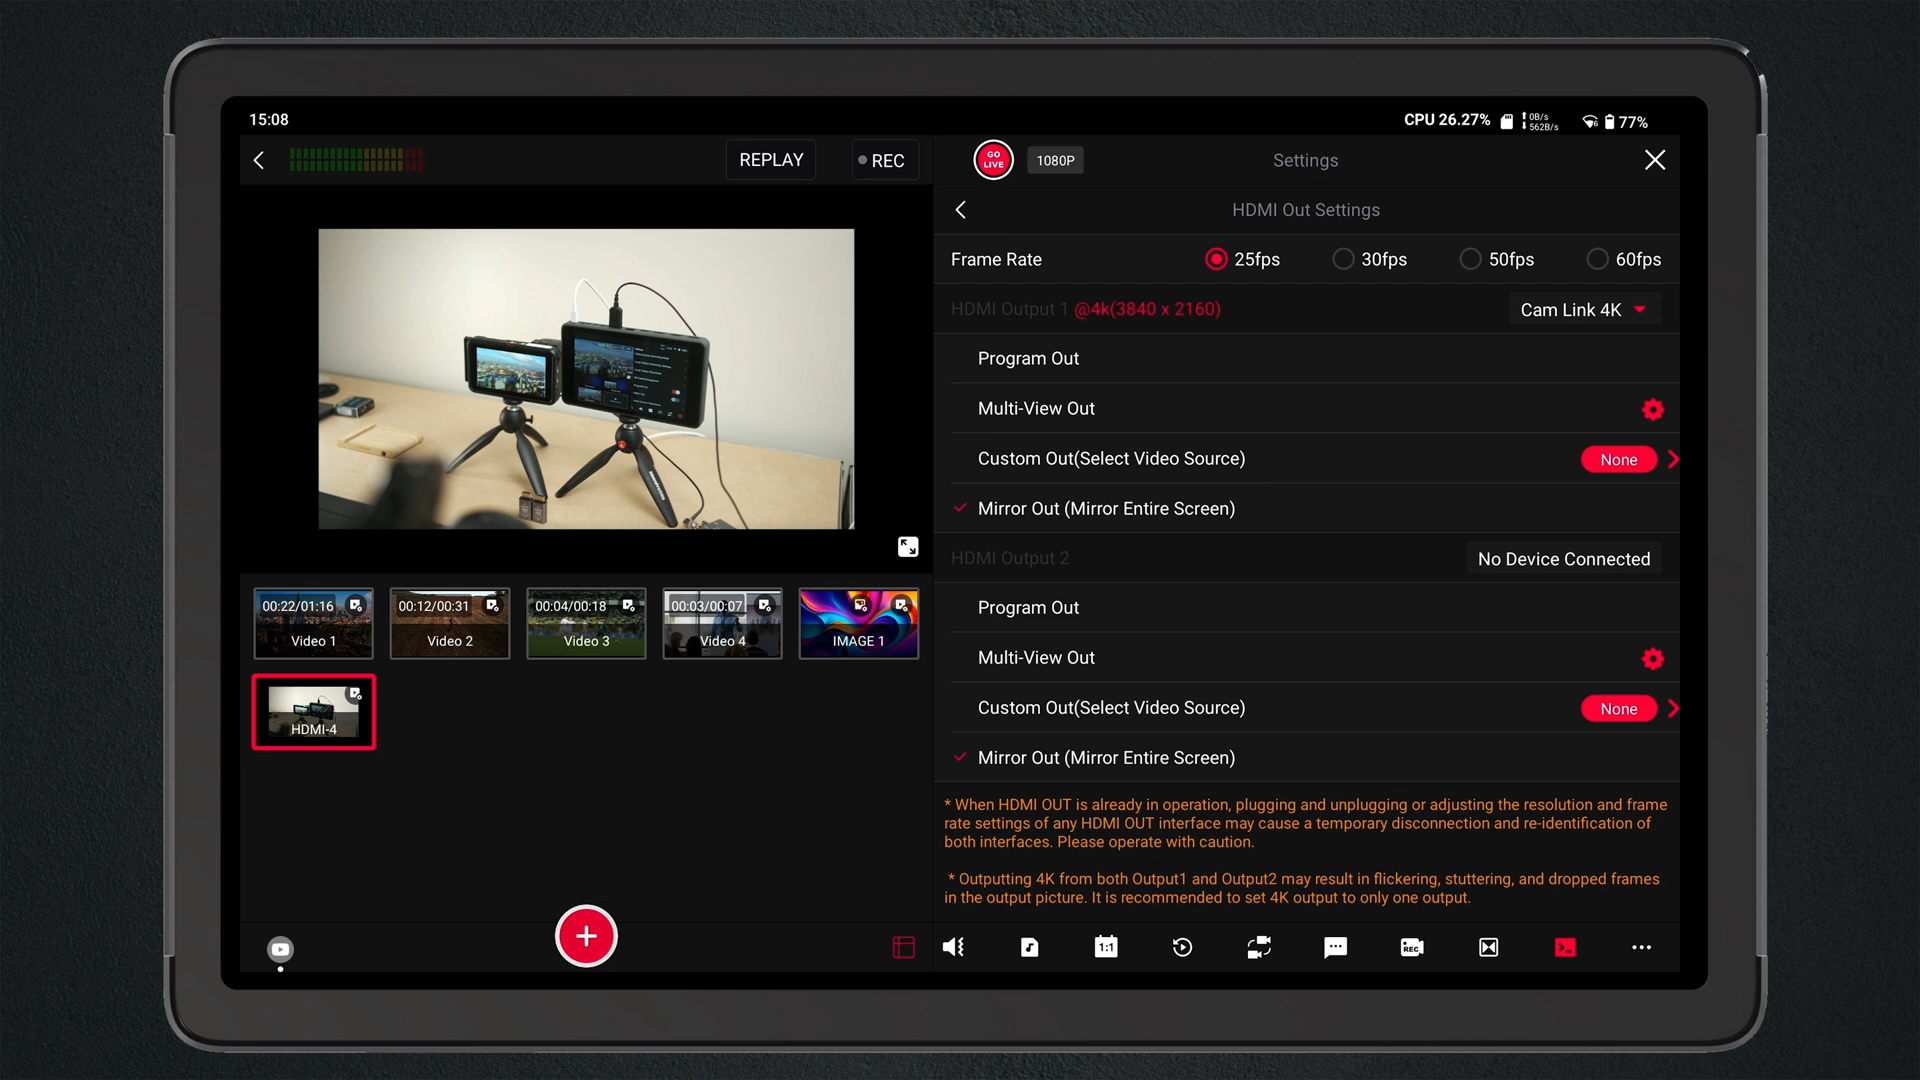 15:08
CPU 26.27%
0B/s
562B/s
77%
REPLAY
REC
GO
LIVE
1080P
Settings
HDMI Out Settings
Frame Rate
25fps
30fps
50fps
60fps
HDMI Output 1 @4k(3840 x 2160)
Cam Link 4K
Program Out
Multi-View Out
Custom Out(Select Video Source)
None
Mirror Out (Mirror Entire Screen)
HDMI Output 2
No Device Connected
Program Out
Multi-View Out
Custom Out(Select Video Source)
None
Mirror Out (Mirror Entire Screen)
* When HDMI OUT is already in operation, plugging and unplugging or adjusting the resolution and frame
rate settings of any HDMI OUT interface may cause a temporary disconnection and re-identification of
both interfaces. Please operate with caution.
* Outputting 4K from both Output1 and Output2 may result in flickering, stuttering, and dropped frames
in the output picture. It is recommended to set 4K output to only one output.
00:22/01:16
Video 1
00:12/00:31
Video 2
00:04/00:18
Video 3
00:03/00:07
Video 4
IMAGE 1
HDMI-4
1:1
REC